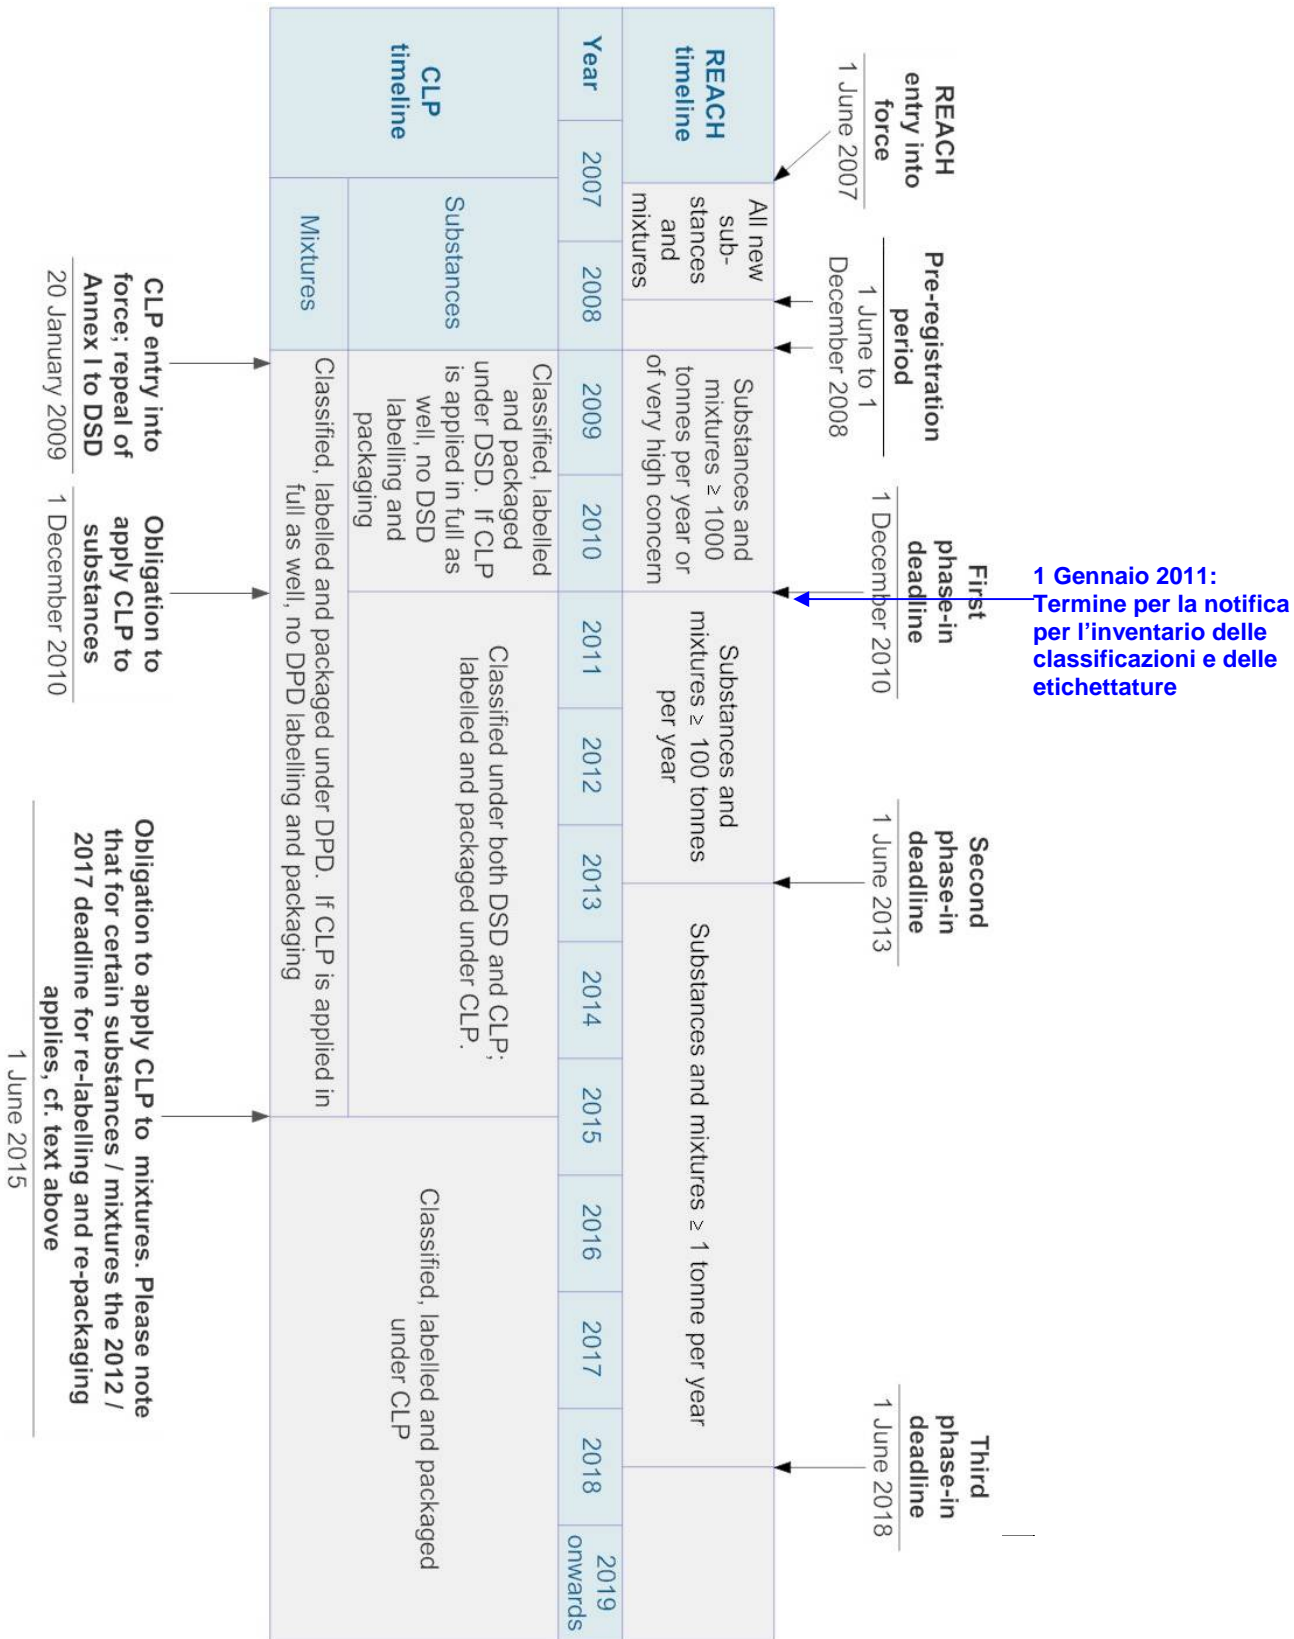 REACH
entry into
force
1 June 2007
Pre-registration
period
1 June to 1
December 2008
First
phase-in
deadline
1 December 2010
Second
phase-in
deadline
1 June 2013
Third
phase-in
deadline
1 June 2018
1 Gennaio 2011:
Termine per la notifica
per l’inventario delle
classificazioni e delle
etichettature
REACH
timeline
All new
sub-
stances
and
mixtures
Substances and
mixtures ≥ 1000
tonnes per year or
of very high concern
Substances and
mixtures ≥ 100 tonnes
per year
Substances and mixtures ≥ 1 tonne per year
Year
2007
2008
2009
2010
2011
2012
2013
2014
2015
2016
2017
2018
2019
onwards
CLP
timeline
Substances
Classified, labelled
and packaged
under DSD. If CLP
is applied in full as
well, no DSD
labelling and
packaging
Classified under both DSD and CLP;
labelled and packaged under CLP.
Classified, labelled and packaged
under CLP
Mixtures
Classified, labelled and packaged under DPD. If CLP is applied in
full as well, no DPD labelling and packaging
CLP entry into
force; repeal of
Annex I to DSD
20 January 2009
Obligation to
apply CLP to
substances
1 December 2010
Obligation to apply CLP to mixtures. Please note
that for certain substances / mixtures the 2012 /
2017 deadline for re-labelling and re-packaging
applies, cf. text above
1 June 2015